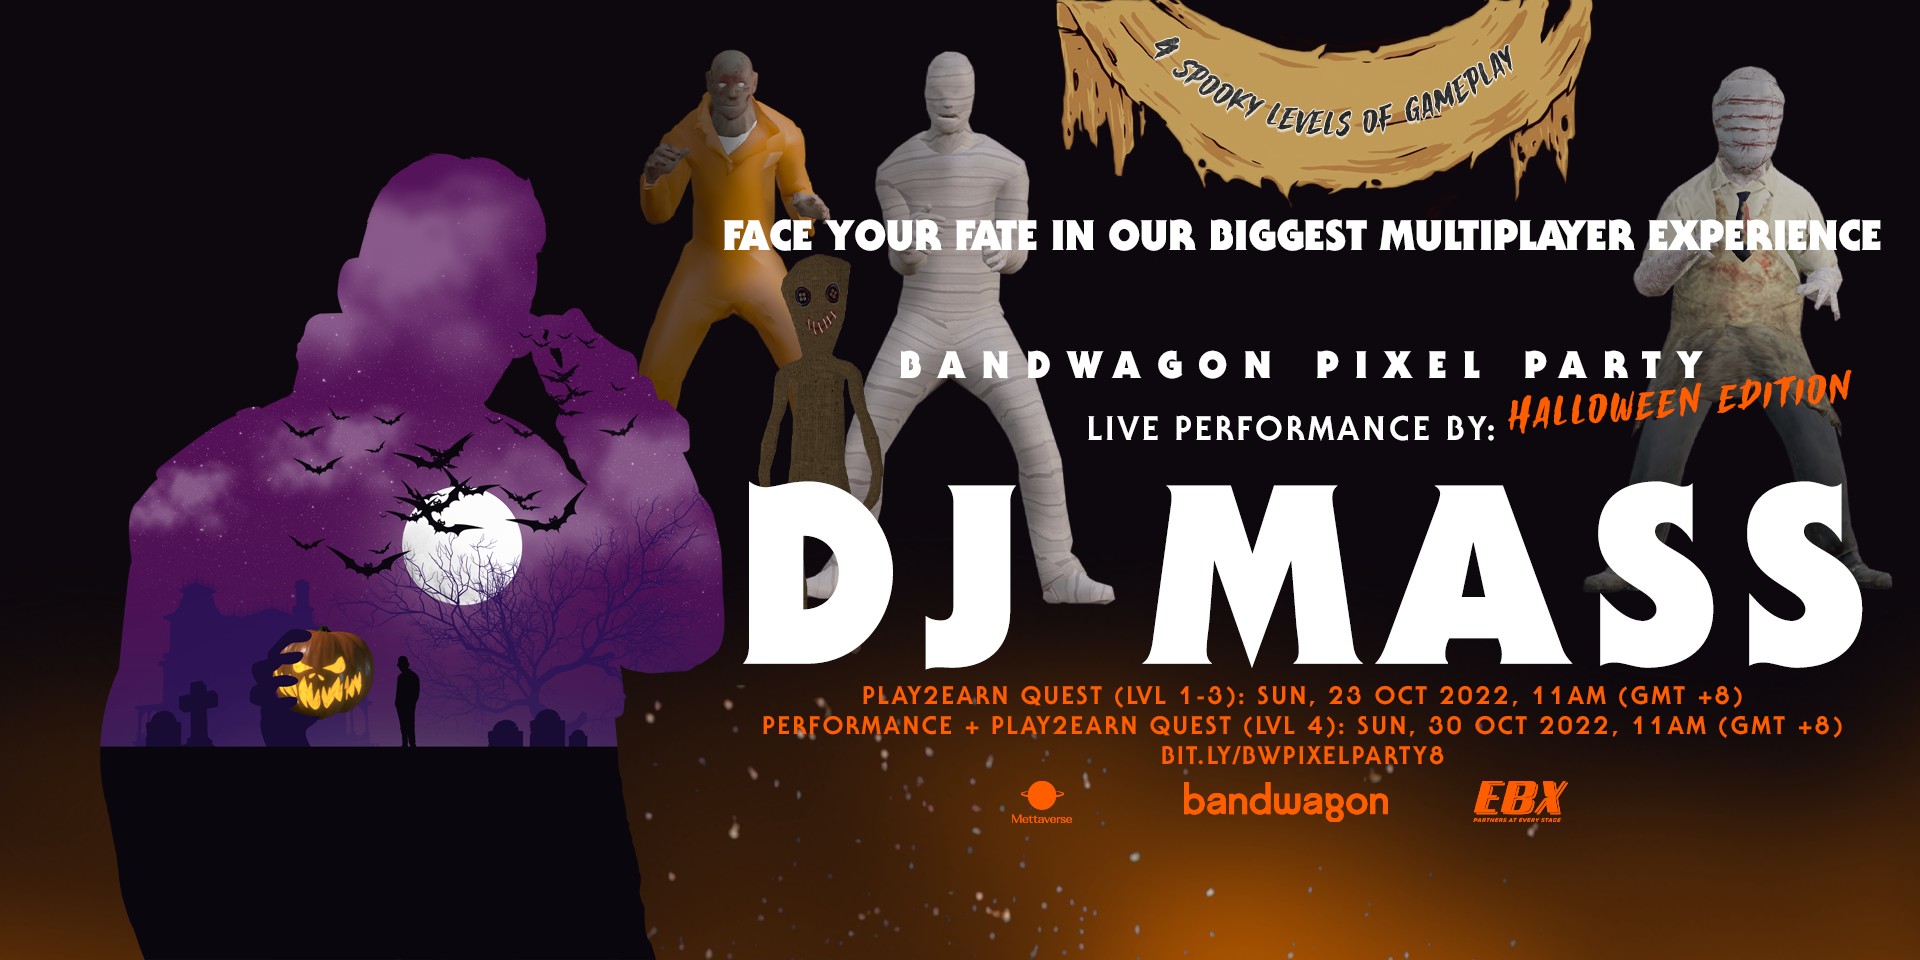 4 SPOOKY LEVELS OF GAMEPLAY
FACE YOUR FATE IN OUR BIGGEST MULTIPLAYER EXPERIENCE
BANDWAGON PIXEL PARTY
HALLOWEEN EDITION
LIVE PERFORMANCE BY:
DJ MASS
PLAY2EARN QUEST (LVL 1-3): SUN, 23 OCT 2022, 11AM (GMT +8)
PERFORMANCE + PLAY2EARN QUEST (LVL 4): SUN, 30 OCT 2022, 11AM (GMT +8)
BIT.LY/BWPIXELPARTY8
Mettaverse
bandwagon
EBX
PARTNERS AT EVERY STAGE